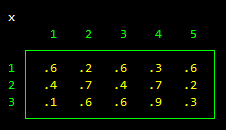 x
1 2 3 4 5
1 .6 .2 .6 .3 .6
2 .4 .7 .4 .7 .2
3 .1 .6 .6 .9 .3